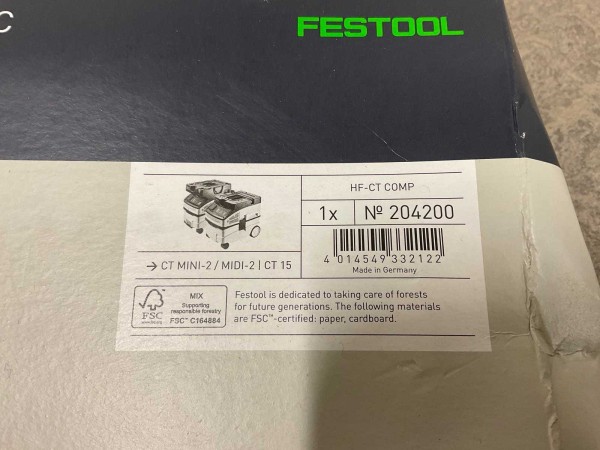 C
FESTOOL
HF-CT COMP
1x
Nº 204200
4 014549 332122
Made in Germany
→ CT MINI-2 / MIDI-2 | CT 15
FSC
MIX
Supporting
responsible forestry
FSC™ C164884
Festool is dedicated to taking care of forests
for future generations. The following materials
are FSC™-certified: paper, cardboard.